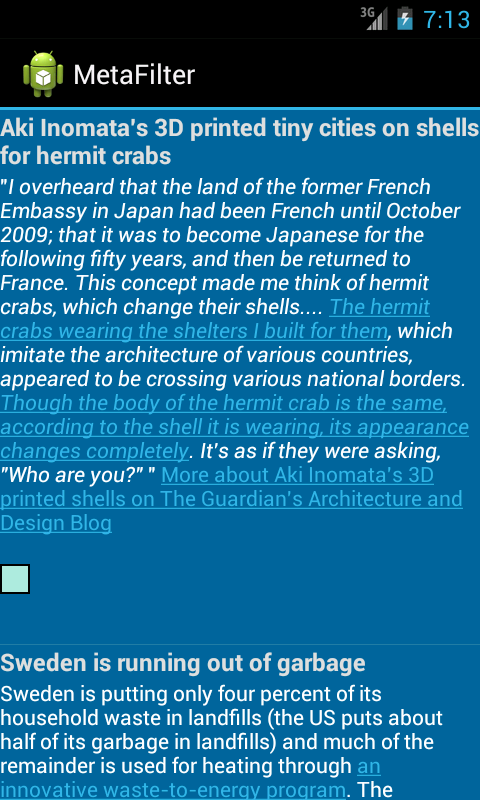 3G 7:13
MetaFilter
Aki Inomata's 3D printed tiny cities on shells
for hermit crabs
"I overheard that the land of the former French
Embassy in Japan had been French until October
2009; that it was to become Japanese for the
following fifty years, and then be returned to
France. This concept made me think of hermit
crabs, which change their shells.... The hermit
crabs wearing the shelters I built for them, which
imitate the architecture of various countries,
appeared to be crossing various national borders.
Though the body of the hermit crab is the same,
according to the shell it is wearing, its appearance
changes completely. It's as if they were asking,
"Who are you?" " More about Aki Inomata's 3D
printed shells on The Guardian's Architecture and
Design Blog
Sweden is running out of garbage
Sweden is putting only four percent of its
household waste in landfills (the US puts about
half of its garbage in landfills) and much of the
remainder is used for heating through an
innovative waste-to-energy program. The